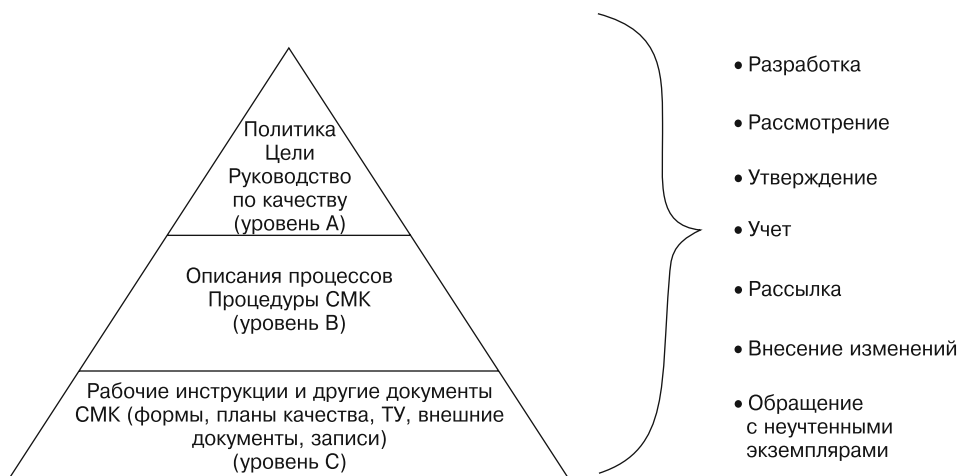 Политика
Цели
Руководство
по качеству
(уровень А)
Описания процессов
Процедуры СМК
(уровень В)
Рабочие инструкции и другие документы
СМК (формы, планы качества, ТУ, внешние
документы, записи)
(уровень С)
• Разработка
• Рассмотрение
• Утверждение
• Учет
• Рассылка
• Внесение изменений
• Обращение
с неучтенными
экземплярами